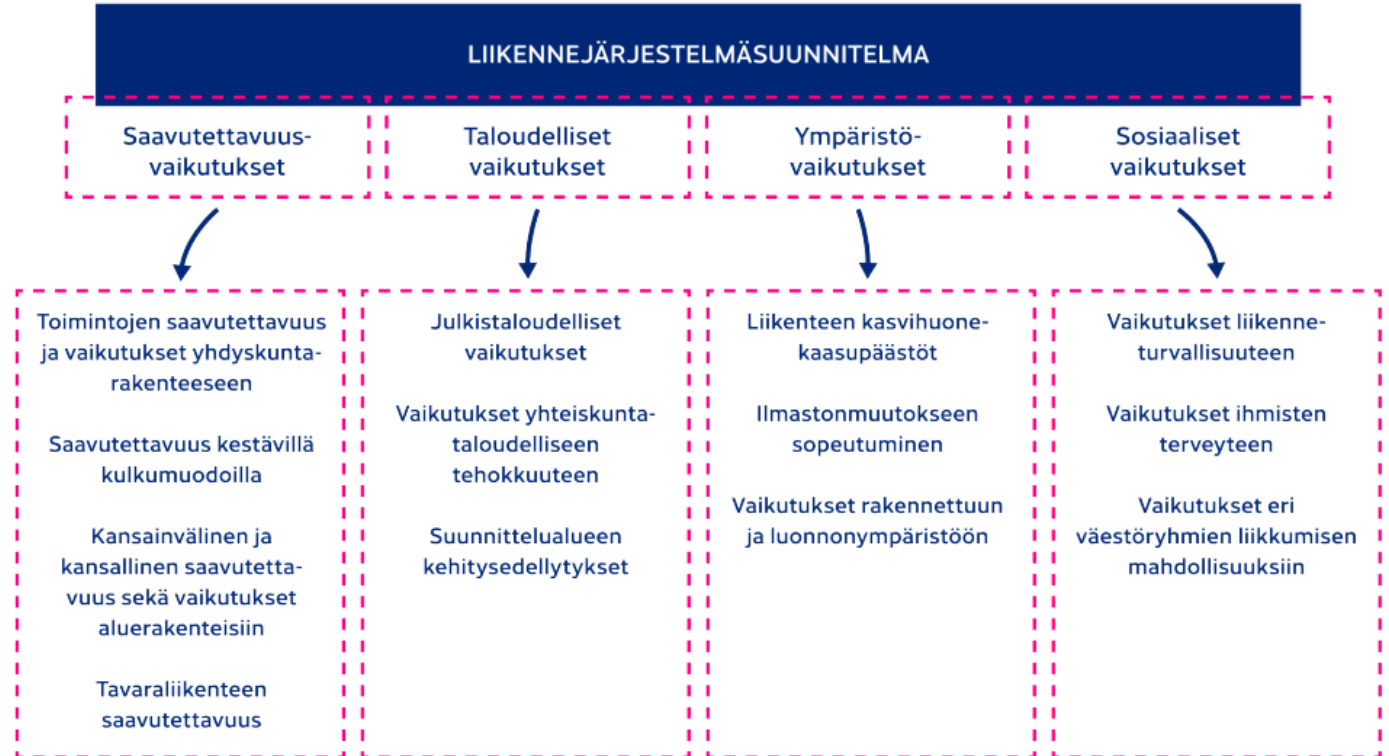 LIIKENNEJÄRJESTELMÄSUUNNITELMA
Saavutettavuus-
vaikutukset
Taloudelliset
vaikutukset
Ympäristö-
vaikutukset
Sosiaaliset
vaikutukset
Toimintojen saavutettavuus
ja vaikutukset yhdyskunta-
rakenteeseen
Saavutettavuus kestävillä
kulkumuodoilla
Kansainvälinen ja
kansallinen saavutetta-
vuus sekä vaikutukset
aluerakenteisiin
Tavaraliikenteen
saavutettavuus
Julkistaloudelliset
vaikutukset
Vaikutukset yhteiskunta-
taloudelliseen
tehokkuuteen
Suunnittelualueen
kehitysedellytykset
Liikenteen kasvihuone-
kaasupäästöt
Ilmastonmuutokseen
sopeutuminen
Vaikutukset rakennettuun
ja luonnonympäristöön
Vaikutukset liikenne-
turvallisuuteen
Vaikutukset ihmisten
terveyteen
Vaikutukset eri
väestöryhmien liikkumisen
mahdollisuuksiin